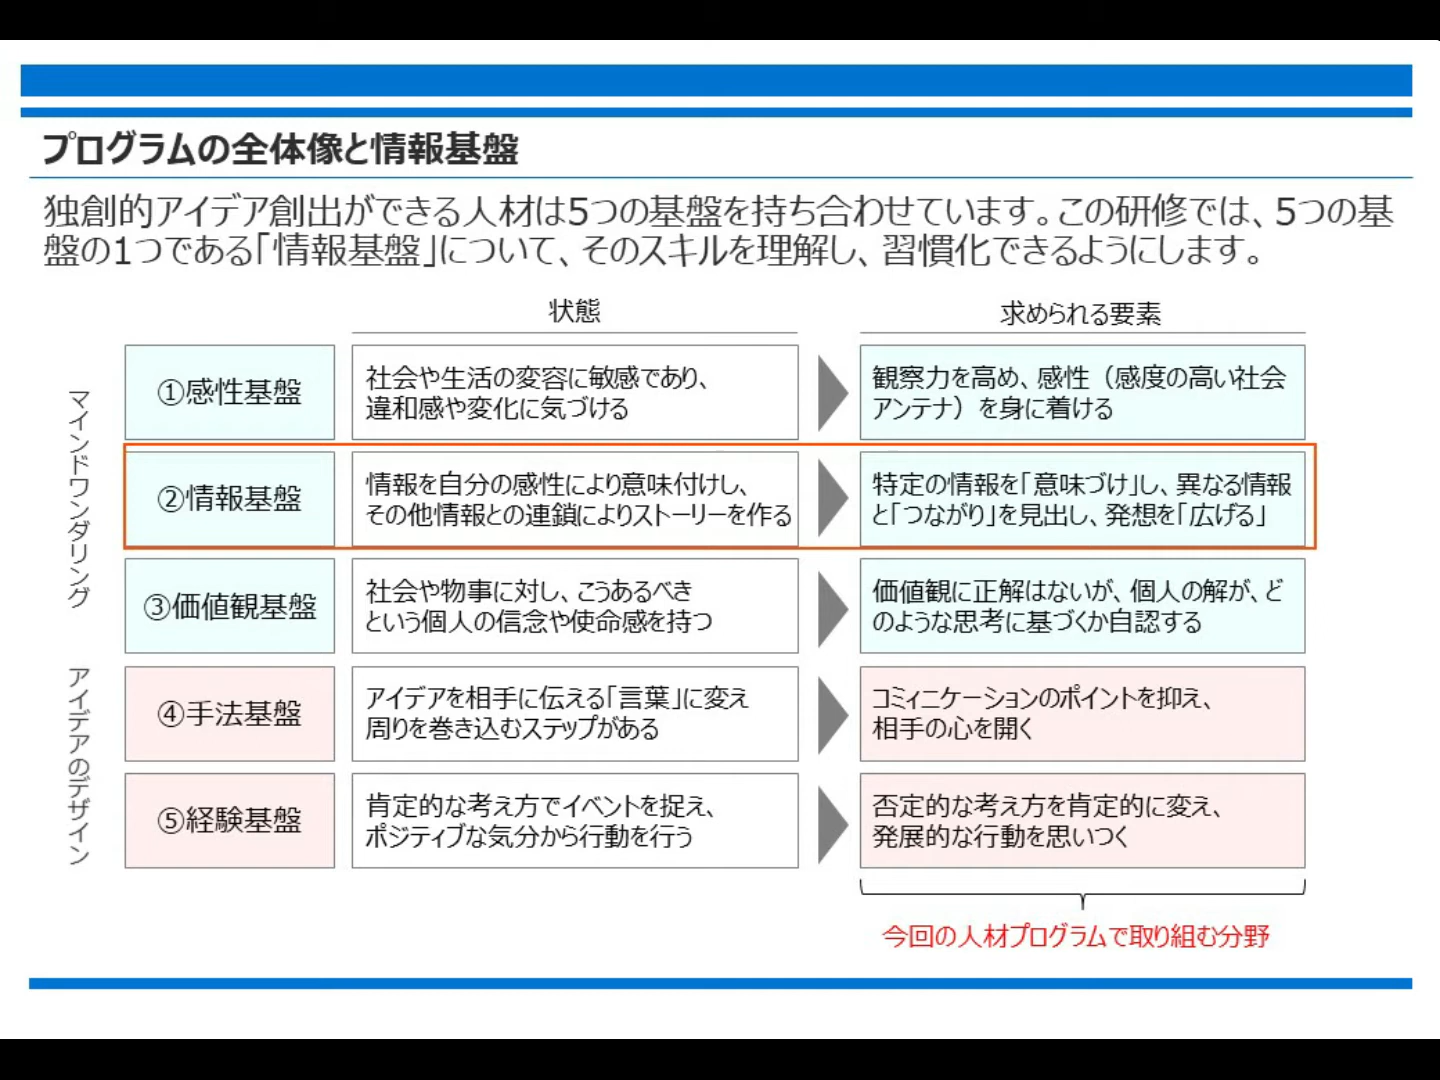 プログラムの全体像と情報基盤
独創的アイデア創出ができる人材は5つの基盤を持ち合わせています。この研修では、5つの基
盤の1つである「情報基盤」について、そのスキルを理解し、習慣化できるようにします。
状態
求められる要素
マインドワンダリング
①感性基盤
社会や生活の変容に敏感であり、
違和感や変化に気づける
観察力を高め、感性（感度の高い社会
アンテナ）を身に着ける
②情報基盤
情報を自分の感性により意味付けし、
その他情報との連鎖によりストーリーを作る
特定の情報を「意味づけ」し、異なる情報
と「つながり」を見出し、発想を「広げる」
③価値観基盤
社会や物事に対し、こうあるべき
という個人の信念や使命感を持つ
価値観に正解はないが、個人の解が、ど
のような思考に基づくか自認する
アイデアのデザイン
④手法基盤
アイデアを相手に伝える「言葉」に変え
周りを巻き込むステップがある
コミィニケーションのポイントを抑え、
相手の心を開く
⑤経験基盤
肯定的な考え方でイベントを捉え、
ポジティブな気分から行動を行う
否定的な考え方を肯定的に変え、
発展的な行動を思いつく
今回の人材プログラムで取り組む分野